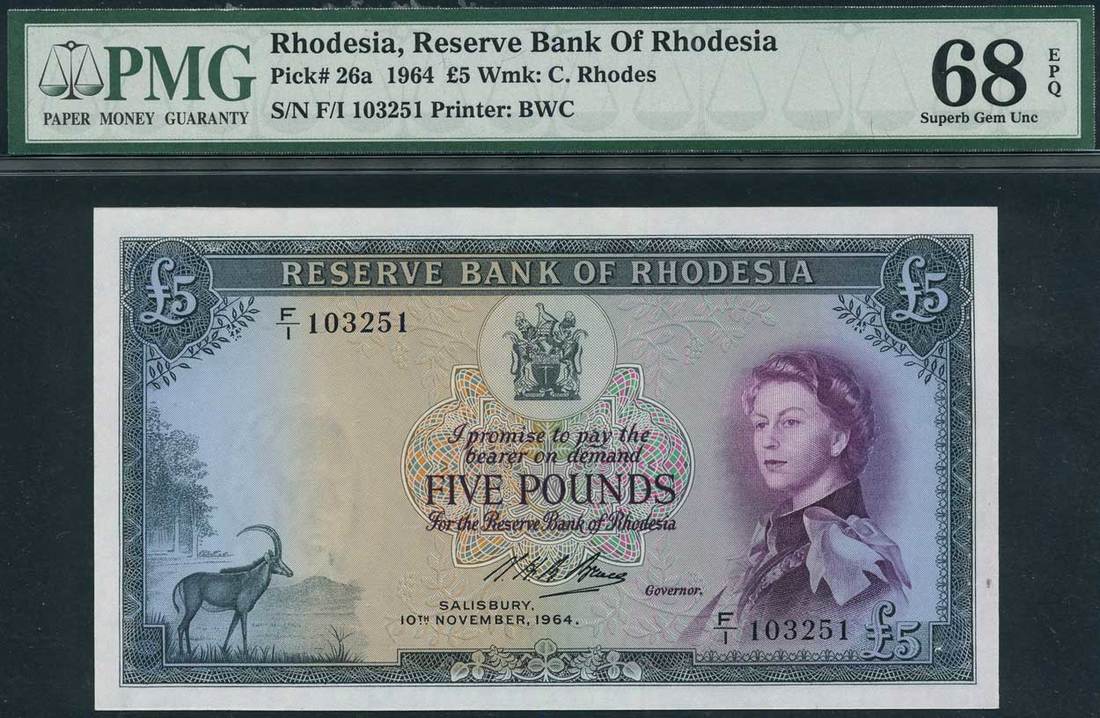 PMG
PAPER MONEY GUARANTY
Rhodesia, Reserve Bank Of Rhodesia
Pick# 26a 1964 £5 Wmk: C. Rhodes
S/N F/I 103251 Printer: BWC
68 EPQ
Superb Gem Unc
£5 RESERVE BANK OF RHODESIA £5
F/I 103251
I promise to pay the
bearer on demand
FIVE POUNDS
For the Reserve Bank of Rhodesia
Governor.
SALISBURY,
10TH NOVEMBER, 1964.
F/I 103251 £5